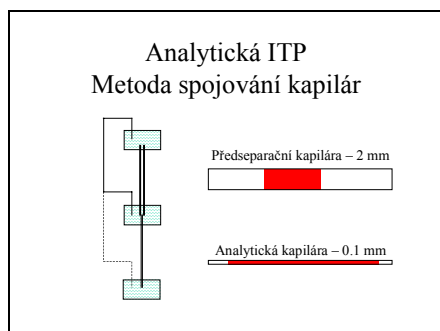 Analytická ITP
Metoda spojování kapilár
Předseparační kapilára – 2 mm
Analytická kapilára – 0.1 mm